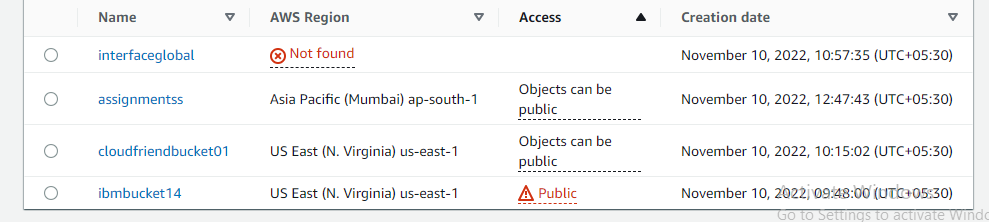 Name AWS Region Access Creation date
interfaceglobal Not found November 10, 2022, 10:57:35 (UTC+05:30)
assignmentss Asia Pacific (Mumbai) ap-south-1 Objects can be public November 10, 2022, 12:47:43 (UTC+05:30)
cloudfriendbucket01 US East (N. Virginia) us-east-1 Objects can be public November 10, 2022, 10:15:02 (UTC+05:30)
ibmbucket14 US East (N. Virginia) us-east-1 Public November 10, 2022, 09:48:00 (UTC+05:30)
Activate Windows
Go to Settings to activate Wind